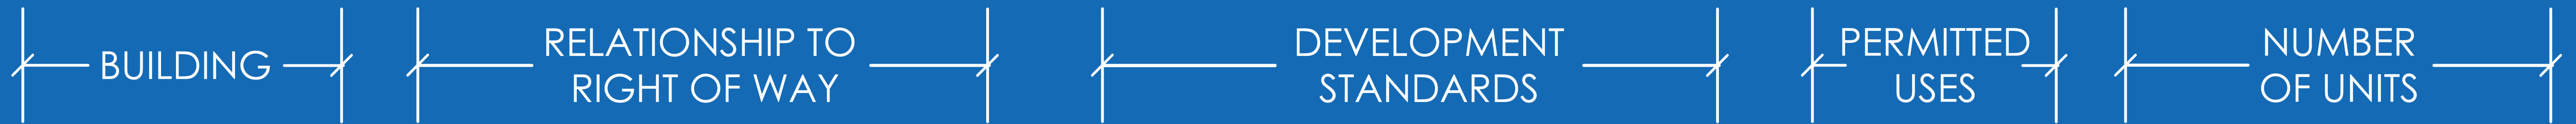 BUILDING
RELATIONSHIP TO
RIGHT OF WAY
DEVELOPMENT
STANDARDS
PERMITTED
USES
NUMBER
OF UNITS